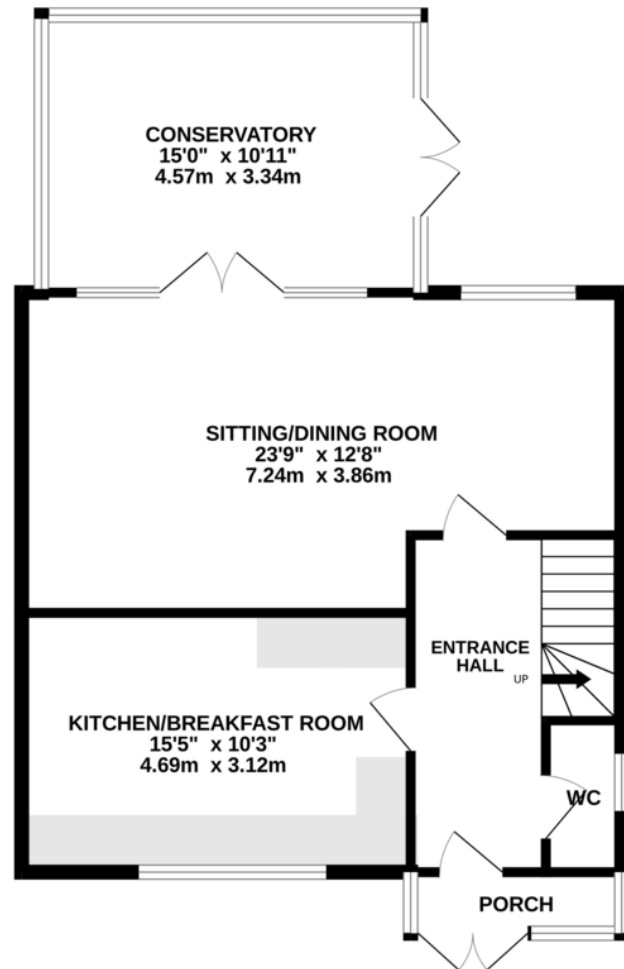 CONSERVATORY
15'0" x 10'11"
4.57m x 3.34m
SITTING/DINING ROOM
23'9" x 12'8"
7.24m x 3.86m
ENTRANCE
HALL
UP
KITCHEN/BREAKFAST ROOM
15'5" x 10'3"
4.69m x 3.12m
WC
PORCH